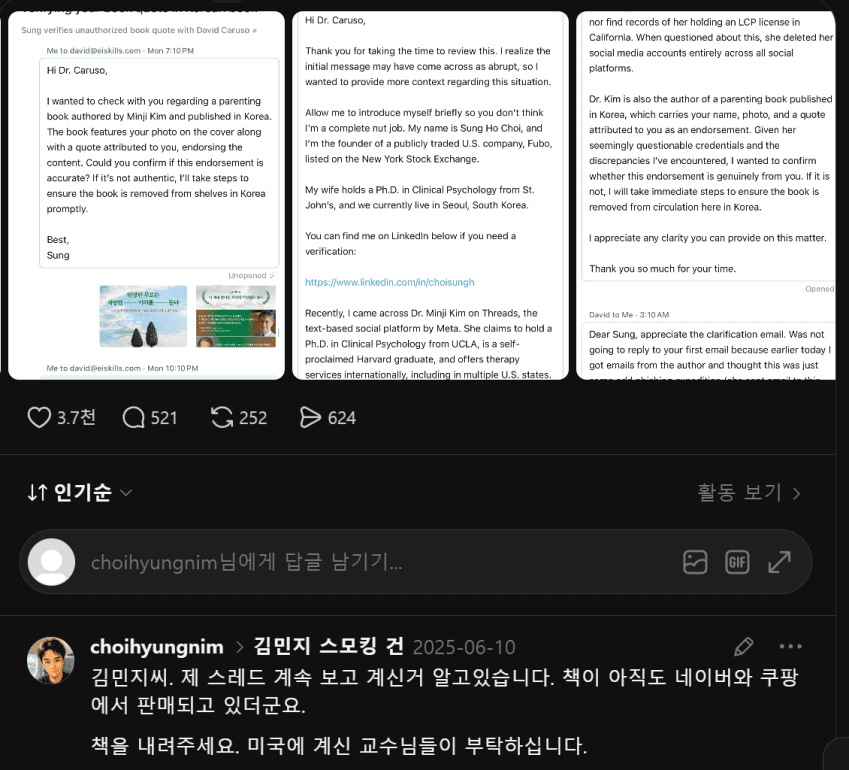 Sung verifies unauthorized book quote with David Caruso »
Me to david@eiskills.com - Mon 7:10 PM
Hi Dr. Caruso,
I wanted to check with you regarding a parenting
book authored by Minji Kim and published in Korea.
The book features your photo on the cover along
with a quote attributed to you, endorsing the
content. Could you confirm if this endorsement is
accurate? If it's not authentic, I'll take steps to
ensure the book is removed from shelves in Korea
promptly.
Best,
Sung
Unopened
Me to david@eiskills.com - Mon 10:10 PM
Hi Dr. Caruso,
Thank you for taking the time to review this. I realize the
initial message may have come across as abrupt, so I
wanted to provide more context regarding this situation.
Allow me to introduce myself briefly so you don't think
I'm a complete nut job. My name is Sung Ho Choi, and
I'm the founder of a publicly traded U.S. company, Fubo,
listed on the New York Stock Exchange.
My wife holds a Ph.D. in Clinical Psychology from St.
John's, and we currently live in Seoul, South Korea.
You can find me on LinkedIn below if you need a
verification:
https://www.linkedin.com/in/choisungh
Recently, I came across Dr. Minji Kim on Threads, the
text-based social platform by Meta. She claims to hold a
Ph.D. in Clinical Psychology from UCLA, is a self-
proclaimed Harvard graduate, and offers therapy
services internationally, including in multiple U.S. states.
nor find records of her holding an LCP license in
California. When questioned about this, she deleted her
social media accounts entirely across all social
platforms.
Dr. Kim is also the author of a parenting book published
in Korea, which carries your name, photo, and a quote
attributed to you as an endorsement. Given her
seemingly questionable credentials and the
discrepancies I've encountered, I wanted to confirm
whether this endorsement is genuinely from you. If it is
not, I will take immediate steps to ensure the book is
removed from circulation here in Korea.
I appreciate any clarity you can provide on this matter.
Thank you so much for your time.
Opened
David to Me - 3:10 AM
Dear Sung, appreciate the clarification email. Was not
going to reply to your first email because earlier today I
got emails from the author and thought this was just
3.7천
521
252
624
인기순
활동 보기
choihyungnim님에게 답글 남기기...
GIF
choihyungnim > 김민지 스모킹 건 2025-06-10
김민지씨. 제 스레드 계속 보고 계신거 알고있습니다. 책이 아직도 네이버와 쿠팡
에서 판매되고 있더군요.
책을 내려주세요. 미국에 계신 교수님들이 부탁하십니다.